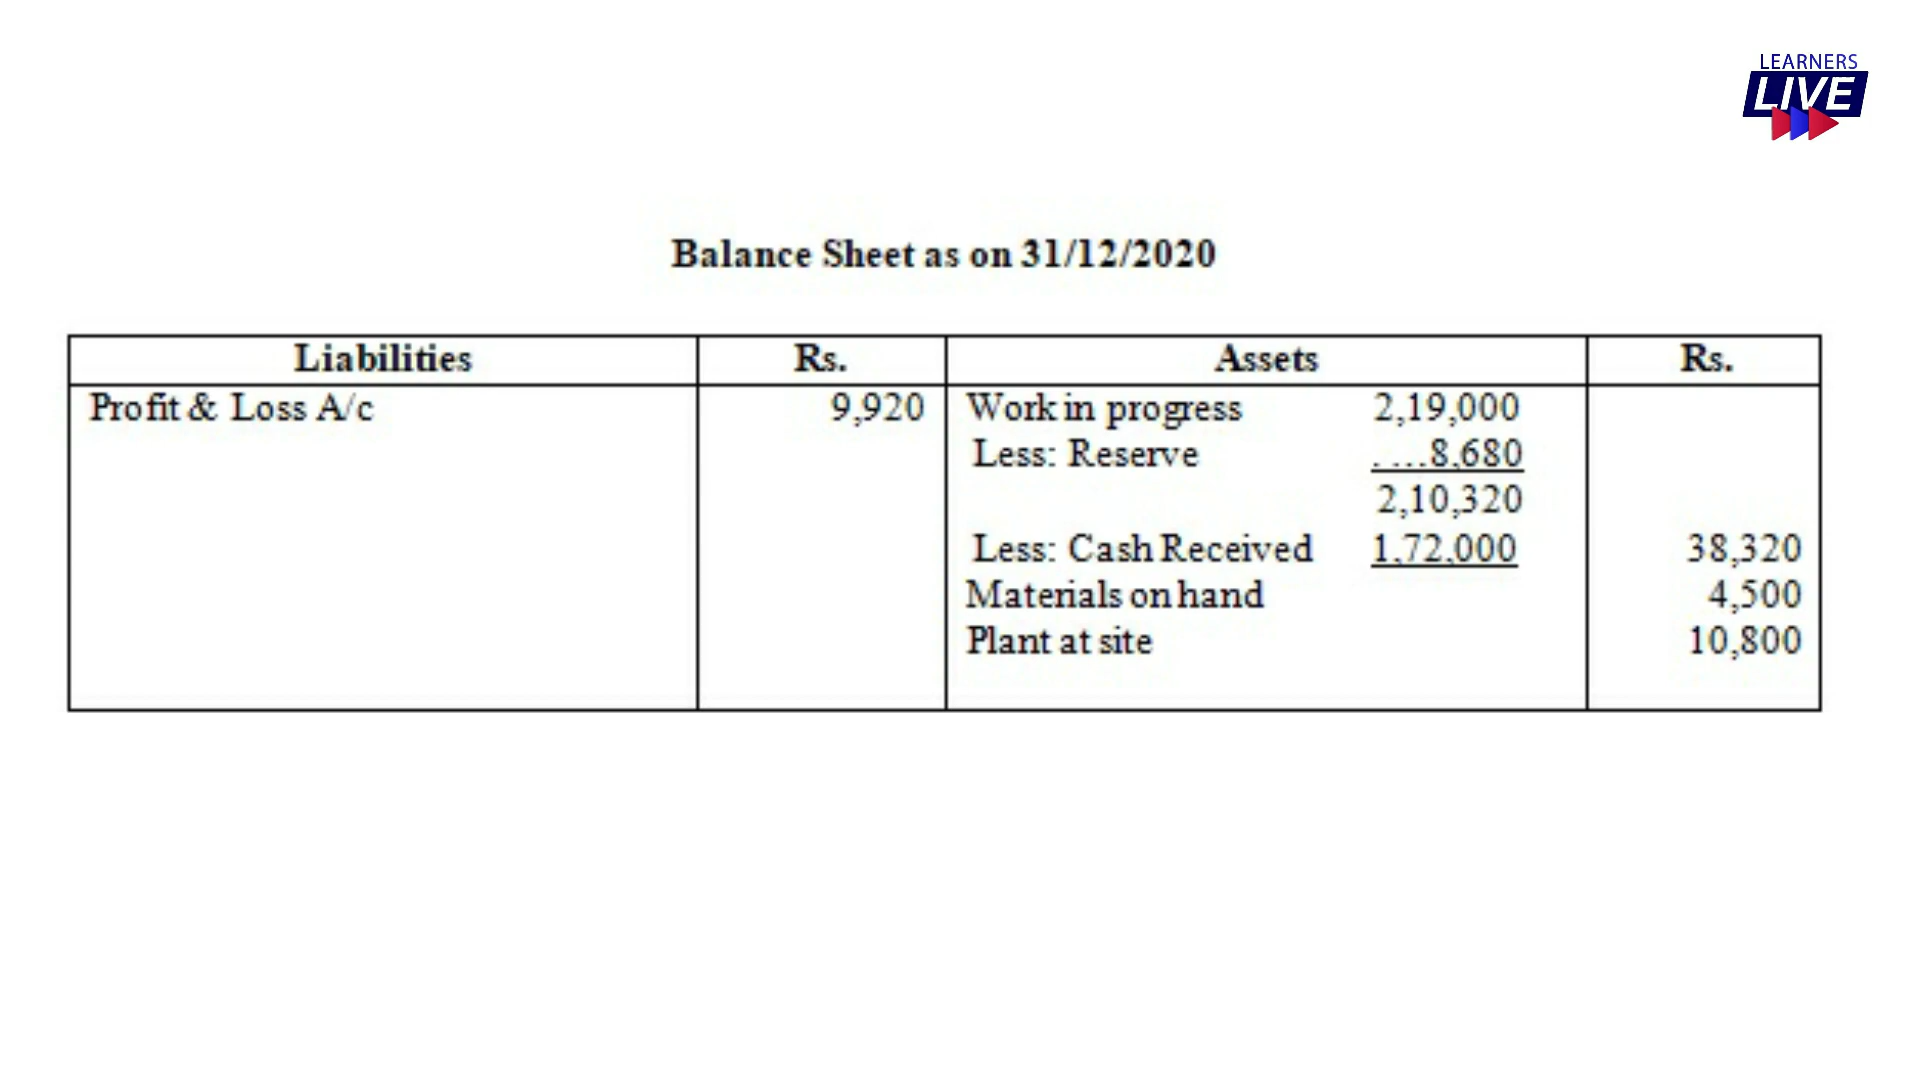 LEARNERS
LIVE
Balance Sheet as on 31/12/2020
Liabilities Rs. Assets Rs.
Profit & Loss A/c 9,920 Work in progress 2,19,000
Less: Reserve . ...8,680
2,10,320
Less: Cash Received 1,72,000 38,320
Materials on hand 4,500
Plant at site 10,800